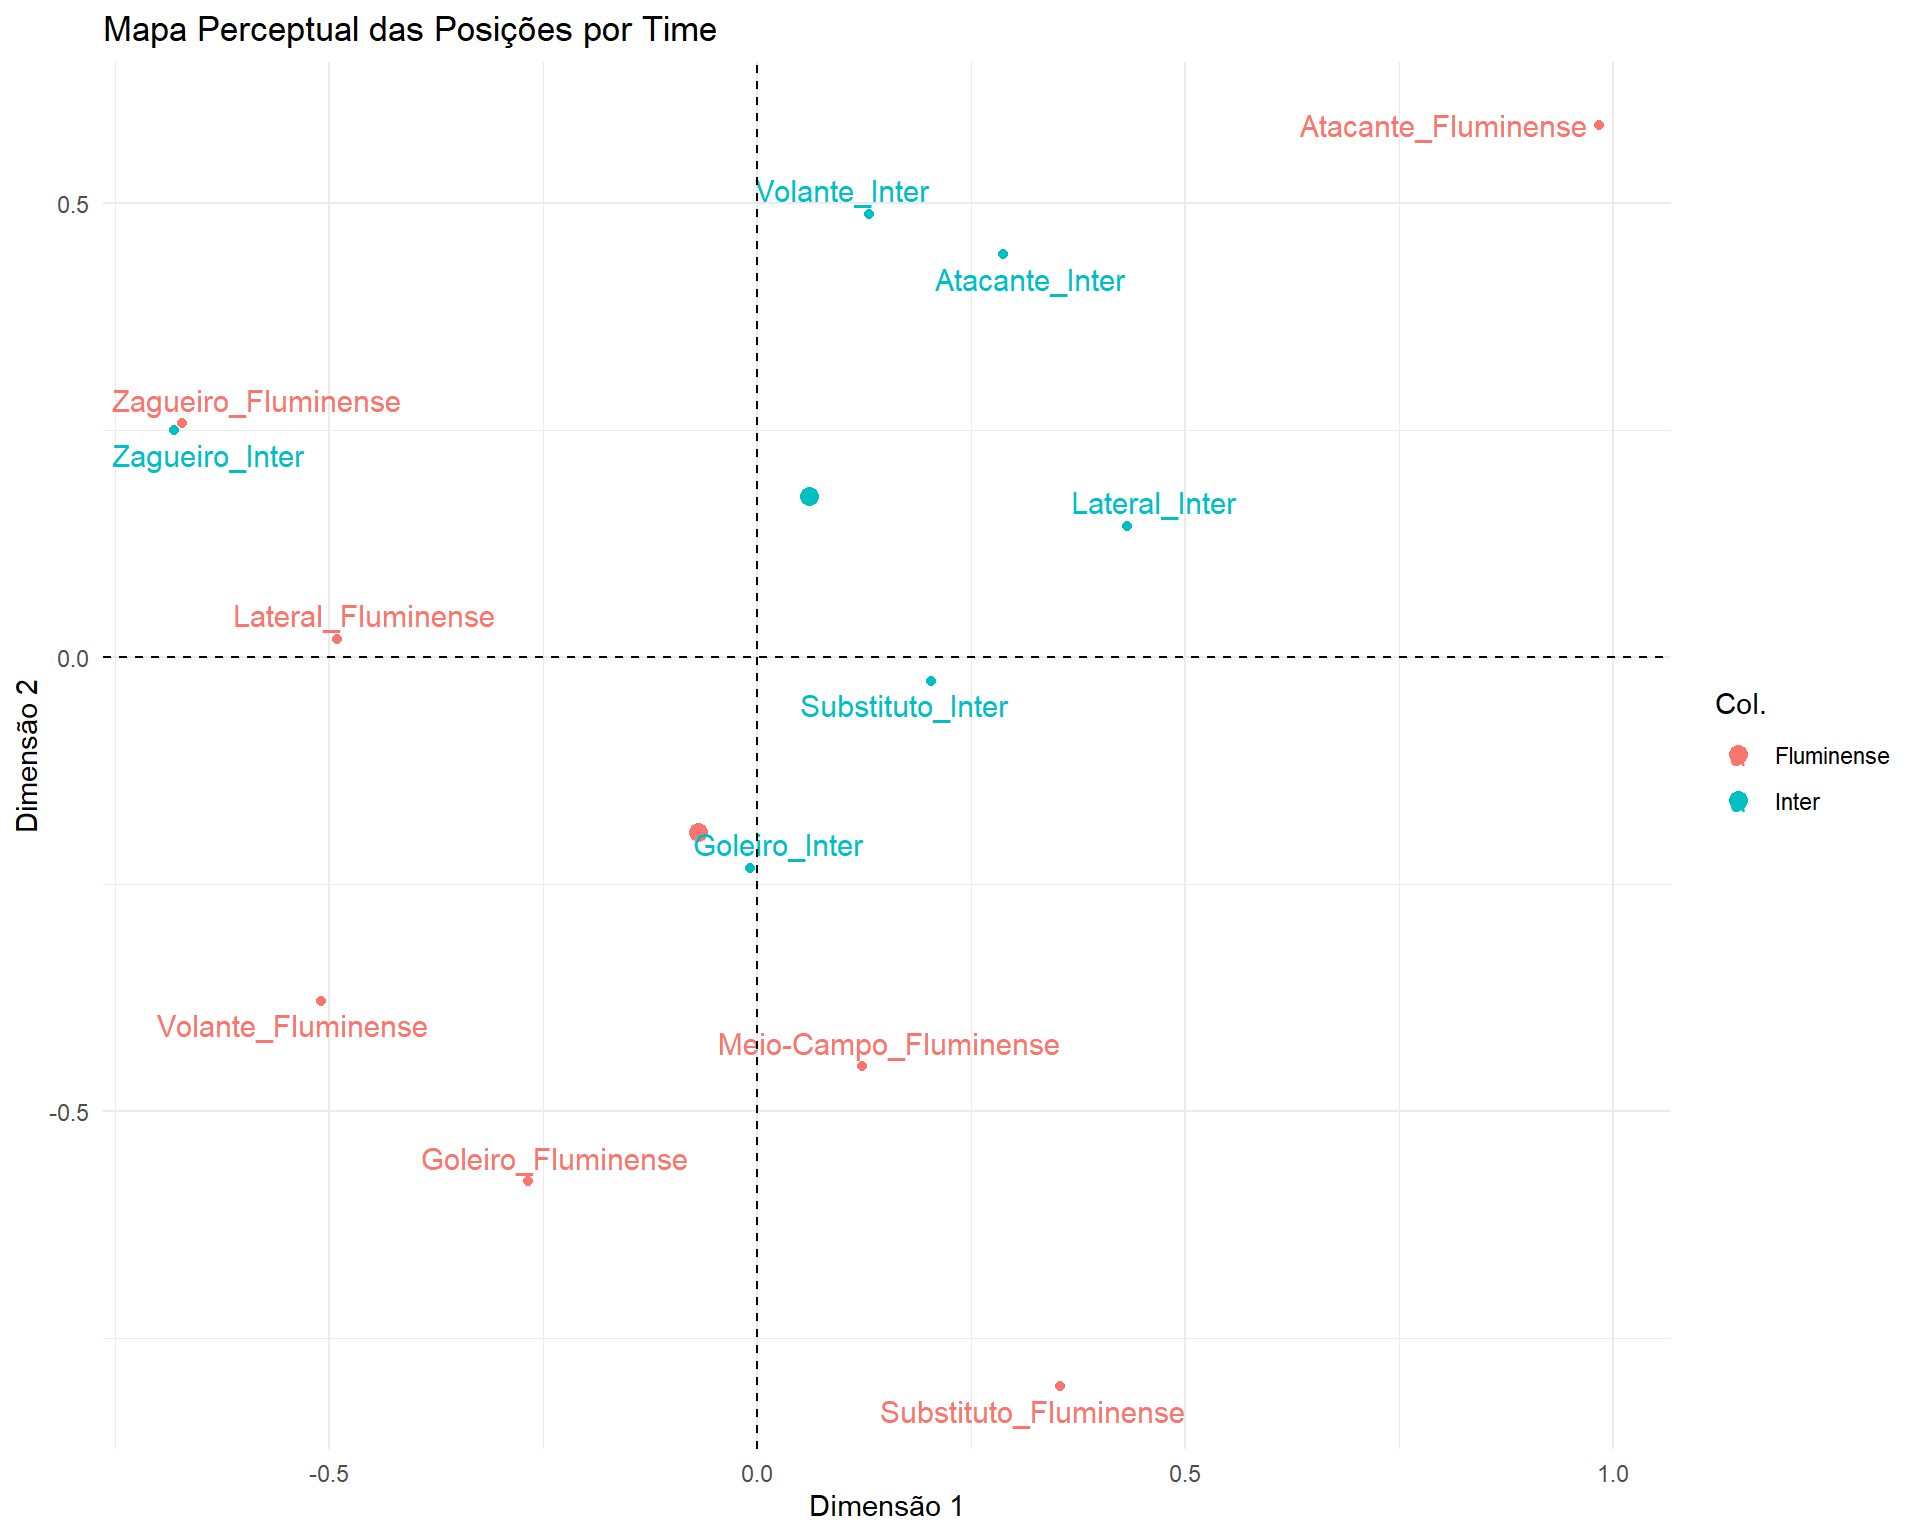 Mapa Perceptual das Posições por Time
Atacante_Fluminense
Volante_Inter
0.5
Atacante_Inter
Zagueiro_Fluminense
Zagueiro_Inter
Lateral_Inter
Lateral_Fluminense
0.0
Substituto_Inter
Dimensão 2
Col.
Fluminense
Inter
Goleiro_Inter
Volante_Fluminense
Meio-Campo_Fluminense
-0.5
Goleiro_Fluminense
Substituto_Fluminense
-0.5
0.0
0.5
1.0
Dimensão 1